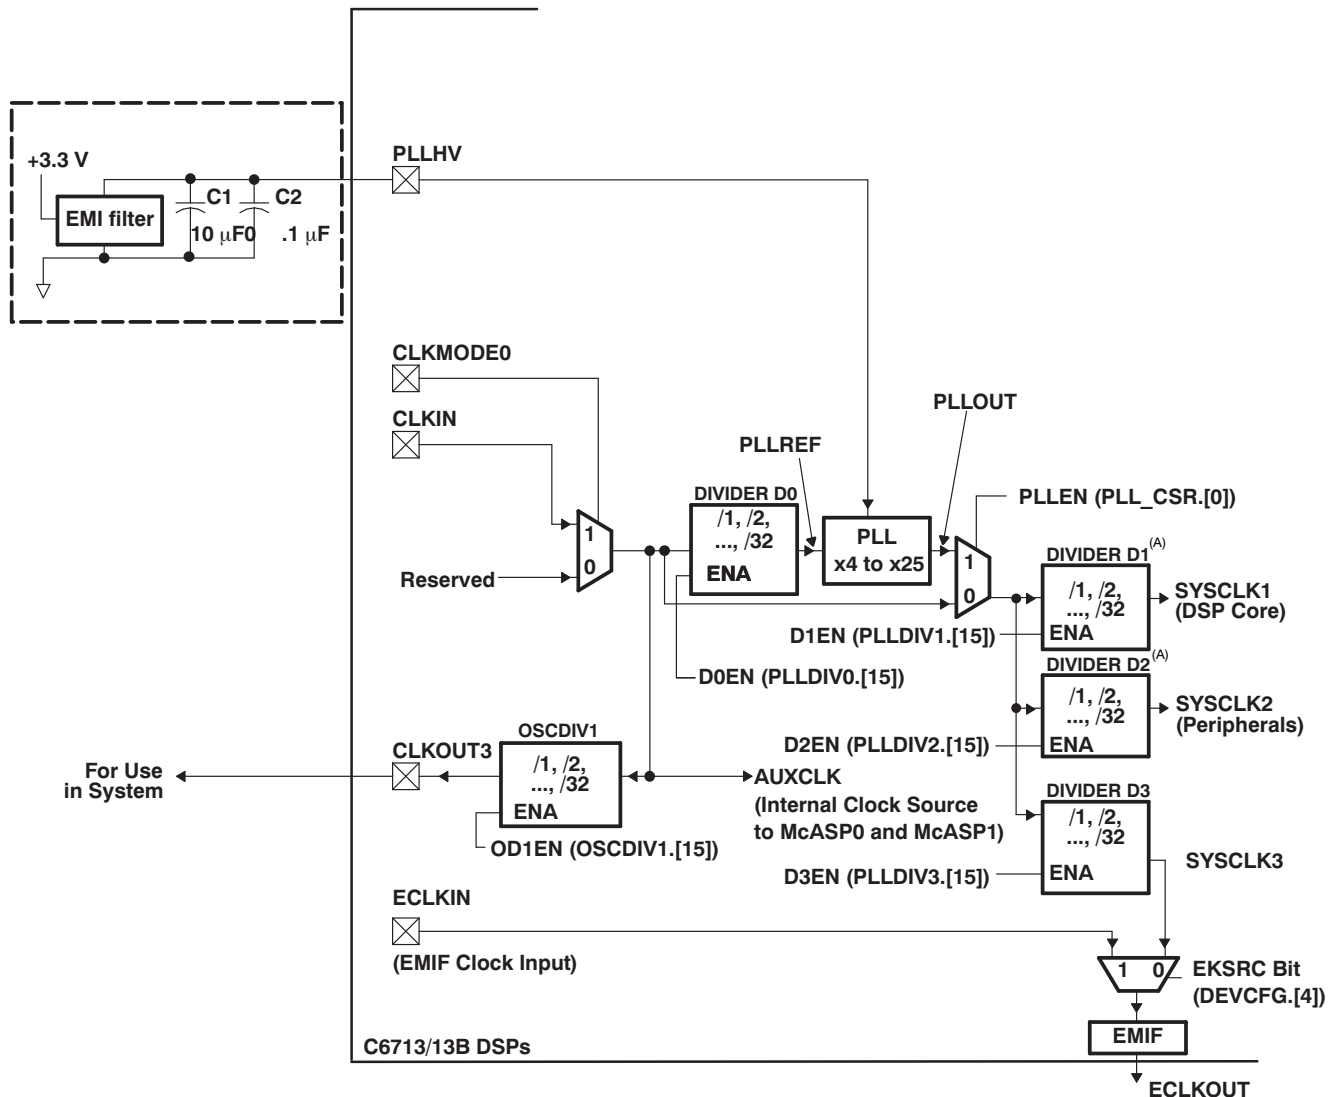 +3.3 V
EMI filter
C1
C2
10 μF0
.1 μF
PLLHV
CLKMODE0
CLKIN
Reserved
1
0
PLLREF
DIVIDER D0
/1, /2,
..., /32
ENA
D0EN (PLLDIV0.[15])
PLL
x4 to x25
PLLOUT
PLLEN (PLL_CSR.[0])
1
0
DIVIDER D1(A)
/1, /2,
..., /32
ENA
D1EN (PLLDIV1.[15])
SYSCLK1
(DSP Core)
DIVIDER D2(A)
/1, /2,
..., /32
ENA
D2EN (PLLDIV2.[15])
SYSCLK2
(Peripherals)
DIVIDER D3
/1, /2,
..., /32
ENA
D3EN (PLLDIV3.[15])
SYSCLK3
For Use
in System
CLKOUT3
OSCDIV1
/1, /2,
..., /32
ENA
OD1EN (OSCDIV1.[15])
AUXCLK
(Internal Clock Source
to McASP0 and McASP1)
ECLKIN
(EMIF Clock Input)
1 0
EKSRC Bit
(DEVCFG.[4])
EMIF
C6713/13B DSPs
ECLKOUT